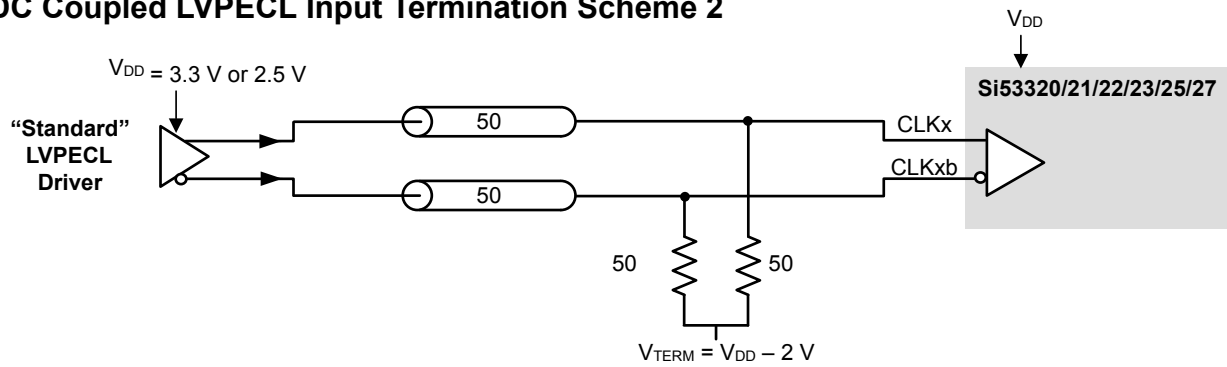 DC Coupled LVPECL Input Termination Scheme 2
VDD
VDD = 3.3 V or 2.5 V
Si53320/21/22/23/25/27
“Standard”
LVPECL
Driver
50
CLKx
50
CLKxb
50
50
VTERM = VDD – 2 V